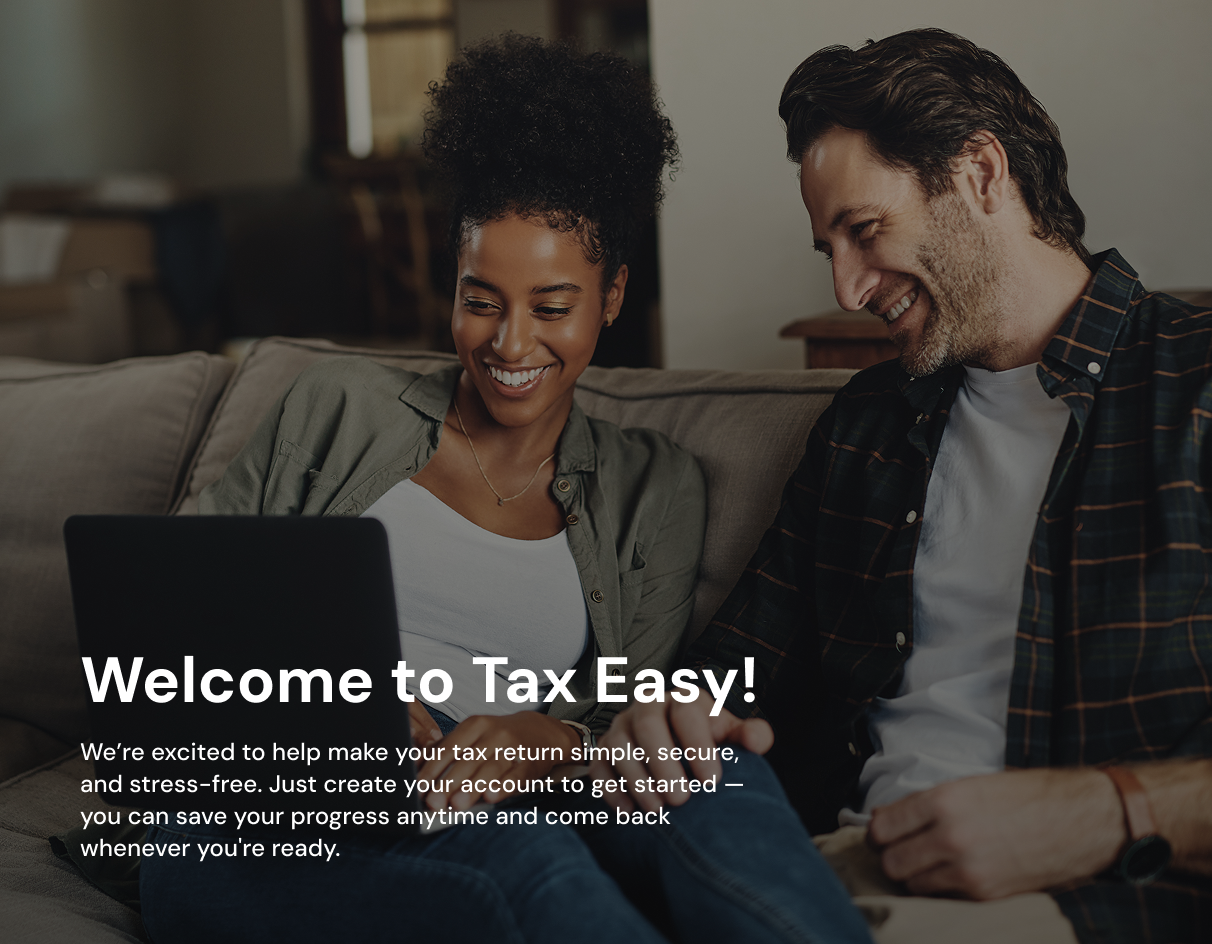 Welcome to Tax Easy!
We’re excited to help make your tax return simple, secure,
and stress-free. Just create your account to get started —
you can save your progress anytime and come back
whenever you're ready.